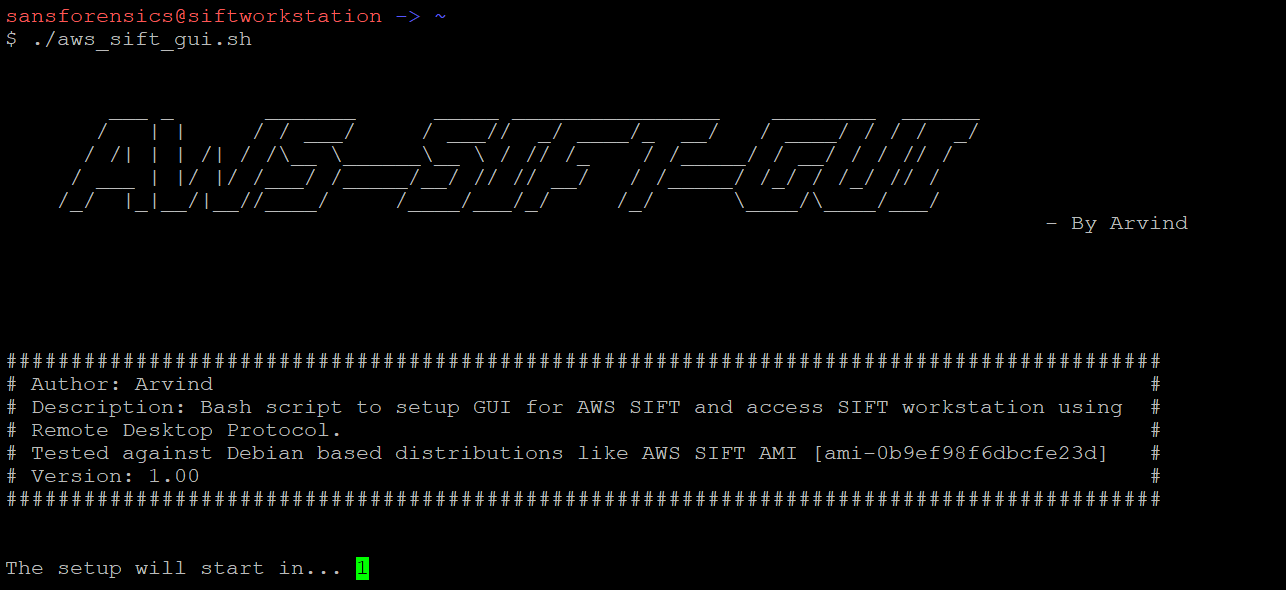 sansforensics@siftworkstation -> ~
$ ./aws_sift_gui.sh
AWS-SIFT-GUI
- By Arvind
#########################################################################################
# Author: Arvind #
# Description: Bash script to setup GUI for AWS SIFT and access SIFT workstation using #
# Remote Desktop Protocol. #
# Tested against Debian based distributions like AWS SIFT AMI [ami-0b9ef98f6dbcfe23d] #
# Version: 1.00 #
#########################################################################################
The setup will start in... 1